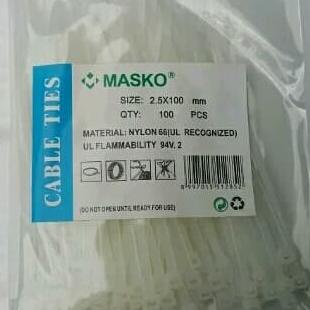 CABLE TIES
MASKO®
SIZE: 2.5X100 mm
QTY: 100 PCS
MATERIAL: NYLON 66(UL RECOGNIZED)
UL FLAMMABILITY 94V, 2
(DO NOT OPEN UNTIL READY FOR USE)